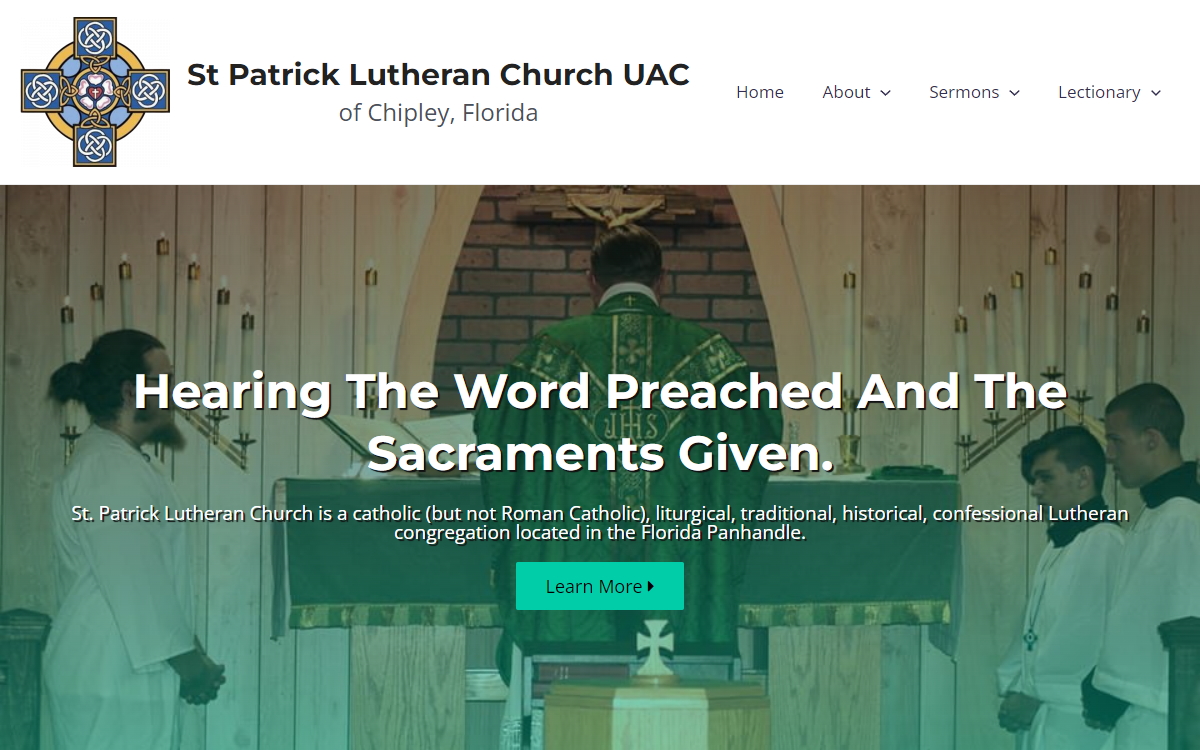 St Patrick Lutheran Church UAC
of Chipley, Florida
Home About Sermons Lectionary
Hearing The Word Preached And The
Sacraments Given.
St. Patrick Lutheran Church is a catholic (but not Roman Catholic), liturgical, traditional, historical, confessional Lutheran
congregation located in the Florida Panhandle.
Learn More
IHS